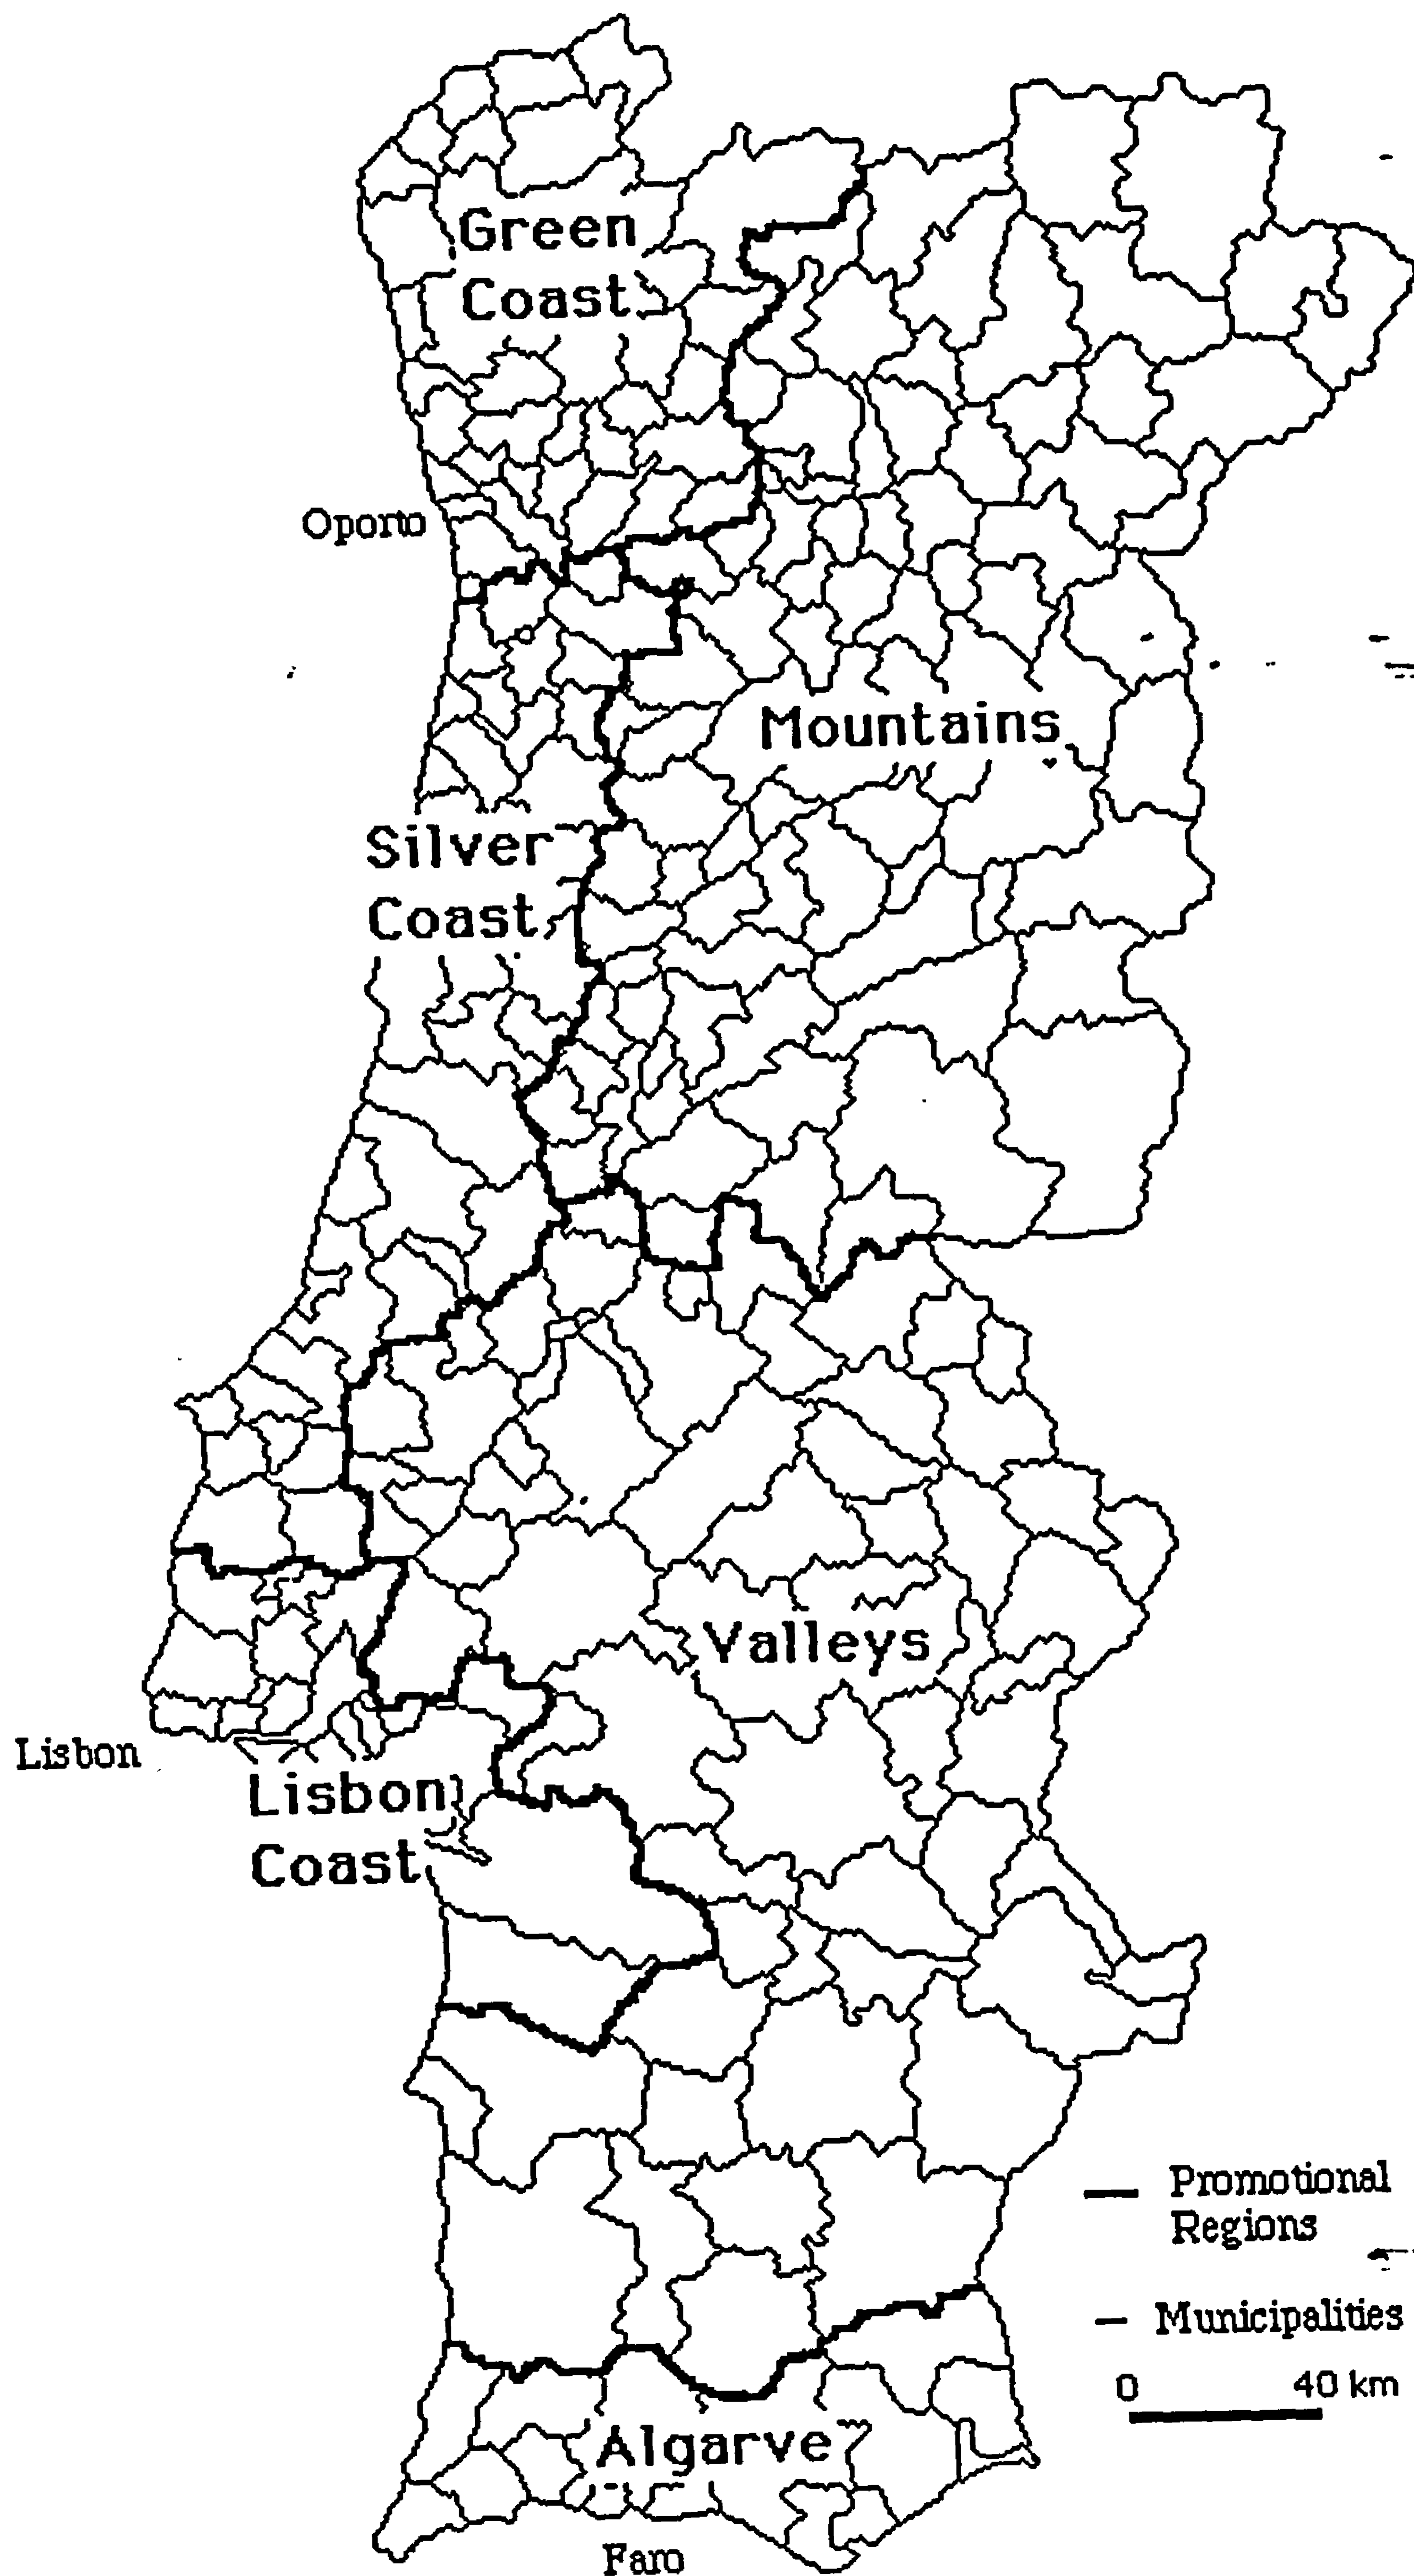 Green
Coast
Oporto
Mountains
Silver
Coast
Valleys
Lisbon
Lisbon
Coast
Promotional
Regions
Municipalities
0 40 km
Algarve
Faro